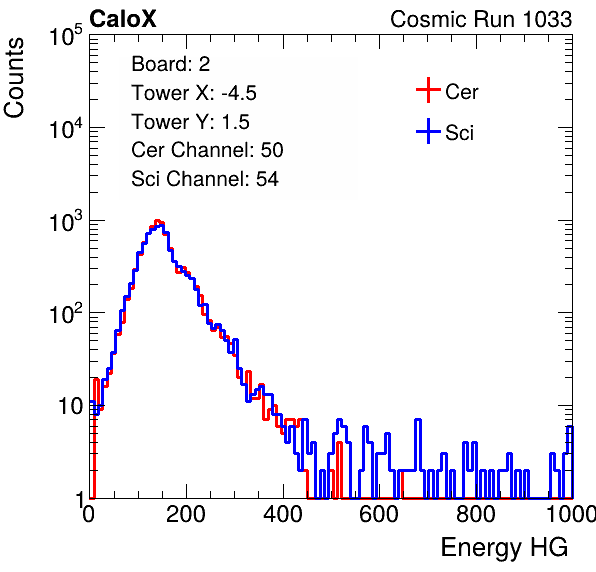 CaloX Cosmic Run 1033
Counts
10^5
10^4
10^3
10^2
10
1
Board: 2
Tower X: -4.5
Tower Y: 1.5
Cer Channel: 50
Sci Channel: 54
Cer
Sci
0 200 400 600 800 1000
Energy HG